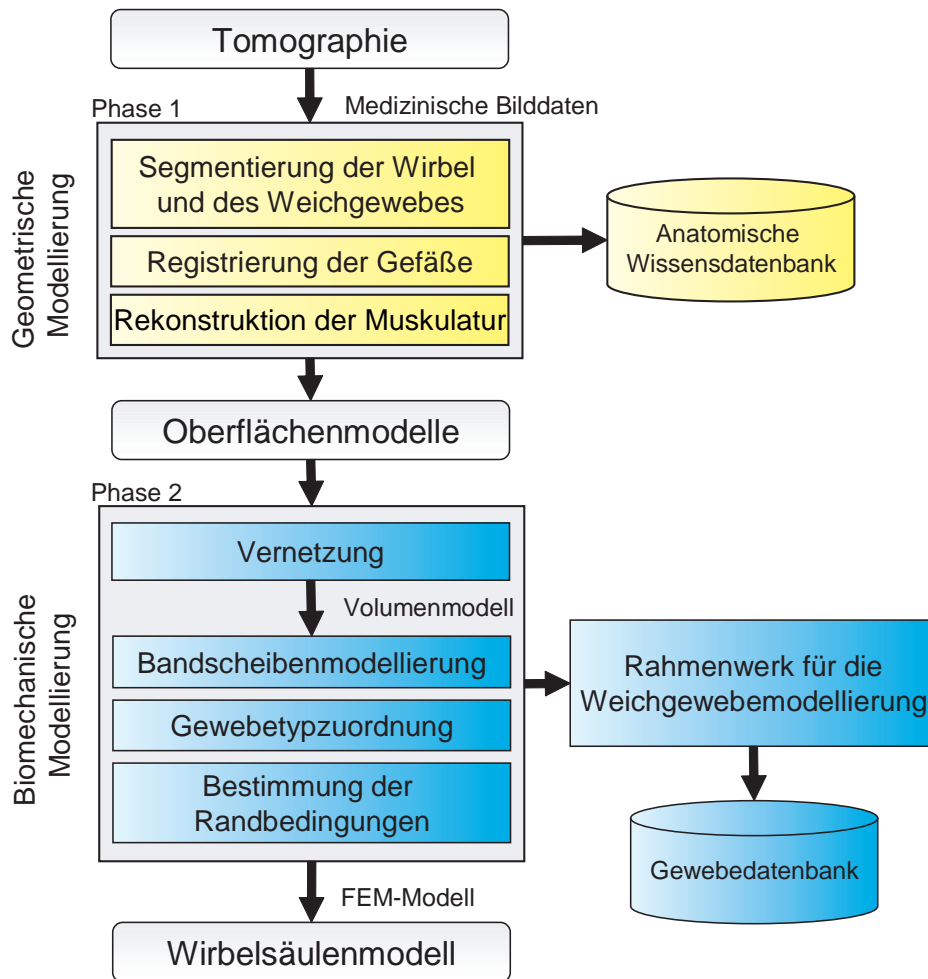 Tomographie
Phase 1
Medizinische Bilddaten
Geometrische
Modellierung
Segmentierung der Wirbel
und des Weichgewebes
Registrierung der Gefäße
Rekonstruktion der Muskulatur
Anatomische
Wissensdatenbank
Oberflächenmodelle
Phase 2
Biomechanische
Modellierung
Vernetzung
Volumenmodell
Bandscheibenmodellierung
Gewebetypzuordnung
Bestimmung der
Randbedingungen
Rahmenwerk für die
Weichgewebemodellierung
Gewebedatenbank
FEM-Modell
Wirbelsäulenmodell